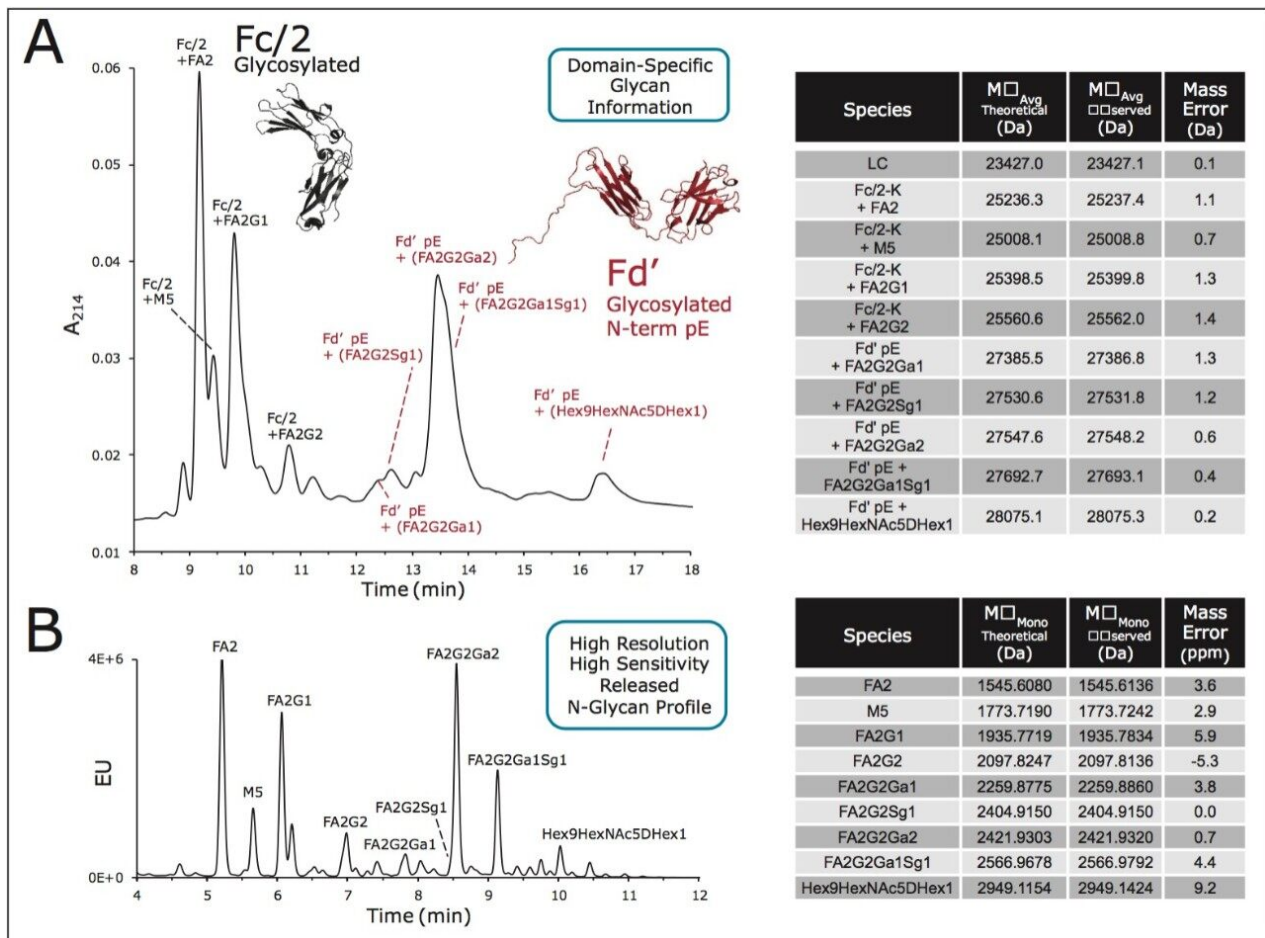 A
Fc/2
+FA2
Fc/2
Glycosylated
Domain-Specific
Glycan
Information
0.06
0.05
0.04
0.03
0.02
0.01
A214
Fc/2
+M5
Fc/2
+FA2G1
Fc/2
+FA2G2
Fd' pE
+ (FA2G2Ga2)
Fd' pE
+ (FA2G2Ga1Sg1)
Fd' pE
+ (FA2G2Sg1)
Fd' pE
+ (FA2G2Ga1)
Fd'
Glycosylated
N-term pE
Fd' pE
+ (Hex9HexNAc5DHex1)
8 9 10 11 12 13 14 15 16 17 18
Time (min)
Species M□Avg Theoretical (Da) M□Avg □□served (Da) Mass Error (Da)
LC 23427.0 23427.1 0.1
Fc/2-K + FA2 25236.3 25237.4 1.1
Fc/2-K + M5 25008.1 25008.8 0.7
Fc/2-K + FA2G1 25398.5 25399.8 1.3
Fc/2-K + FA2G2 25560.6 25562.0 1.4
Fd' pE + FA2G2Ga1 27385.5 27386.8 1.3
Fd' pE + FA2G2Sg1 27530.6 27531.8 1.2
Fd' pE + FA2G2Ga2 27547.6 27548.2 0.6
Fd' pE + FA2G2Ga1Sg1 27692.7 27693.1 0.4
Fd' pE + Hex9HexNAc5DHex1 28075.1 28075.3 0.2
B
4E+6
0E+0
EU
FA2
M5
FA2G1
FA2G2
FA2G2Ga1
FA2G2Sg1
FA2G2Ga2
FA2G2Ga1Sg1
Hex9HexNAc5DHex1
High Resolution
High Sensitivity
Released
N-Glycan Profile
4 5 6 7 8 9 10 11 12
Time (min)
Species M□Mono Theoretical (Da) M□Mono □□served (Da) Mass Error (ppm)
FA2 1545.6080 1545.6136 3.6
M5 1773.7190 1773.7242 2.9
FA2G1 1935.7719 1935.7834 5.9
FA2G2 2097.8247 2097.8136 -5.3
FA2G2Ga1 2259.8775 2259.8860 3.8
FA2G2Sg1 2404.9150 2404.9150 0.0
FA2G2Ga2 2421.9303 2421.9320 0.7
FA2G2Ga1Sg1 2566.9678 2566.9792 4.4
Hex9HexNAc5DHex1 2949.1154 2949.1424 9.2